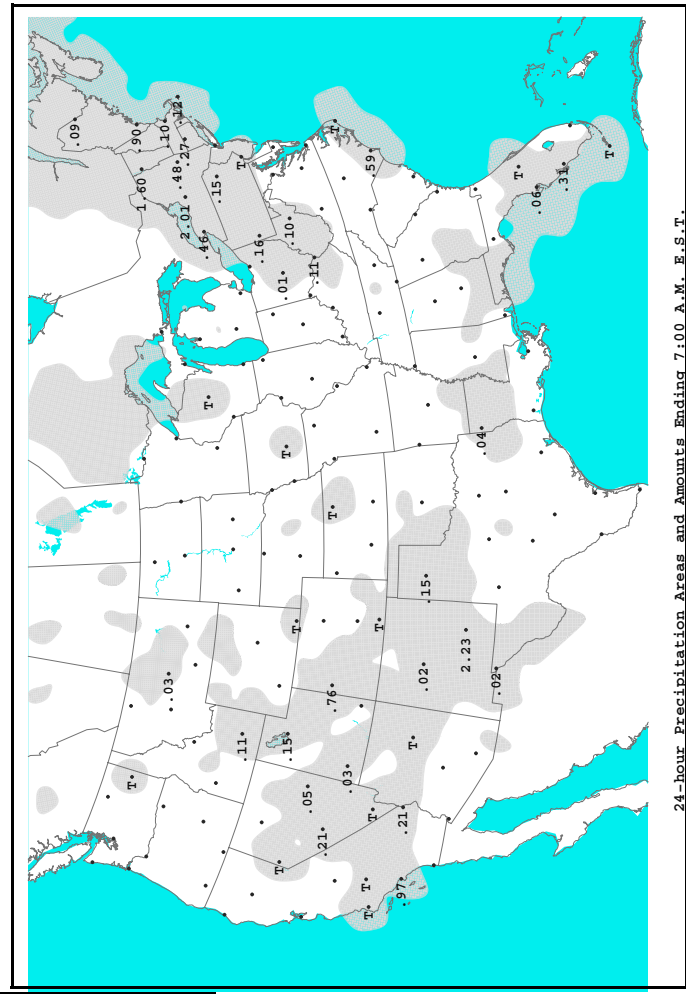 .09
T
.90
1.60
.03
.10
.12
.48
.27
2.01
.46
T
.15
T
.11
.16
T
.01
T
.15
.10
T
.05
.11
.21
.76
T
T
.03
T
T
.59
T
T
.97
.21
T
.02
.15
2.23
.04
.02
T
.06
.31
T
24-hour Precipitation Areas and Amounts Ending 7:00 A.M. E.S.T.